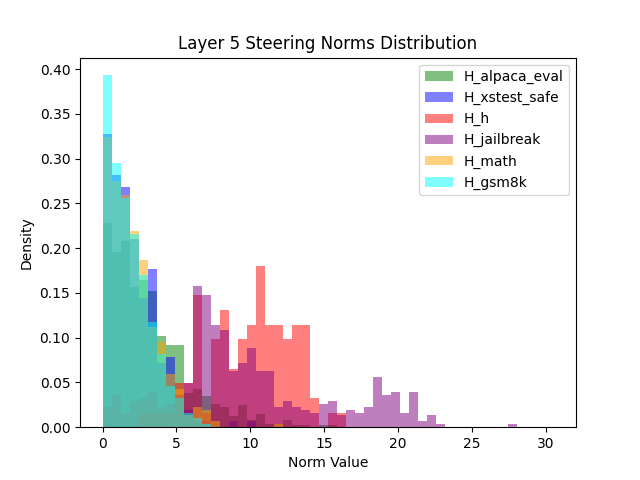 Layer 5 Steering Norms Distribution
0.40
0.35
0.30
0.25
0.20
0.15
0.10
0.05
0.00
Density
H_alpaca_eval
H_xstest_safe
H_h
H_jailbreak
H_math
H_gsm8k
0 5 10 15 20 25 30
Norm Value